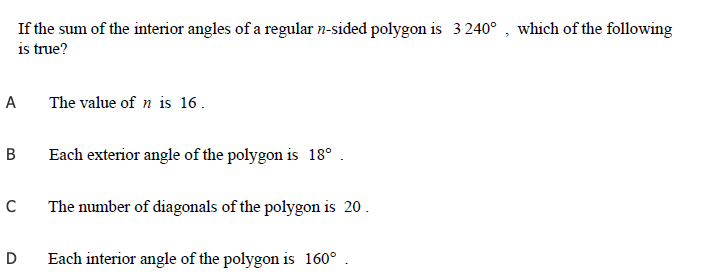 If the sum of the interior angles of a regular n-sided polygon is 3 240° , which of the following
is true?
A The value of n is 16 .
B Each exterior angle of the polygon is 18° .
C The number of diagonals of the polygon is 20 .
D Each interior angle of the polygon is 160° .